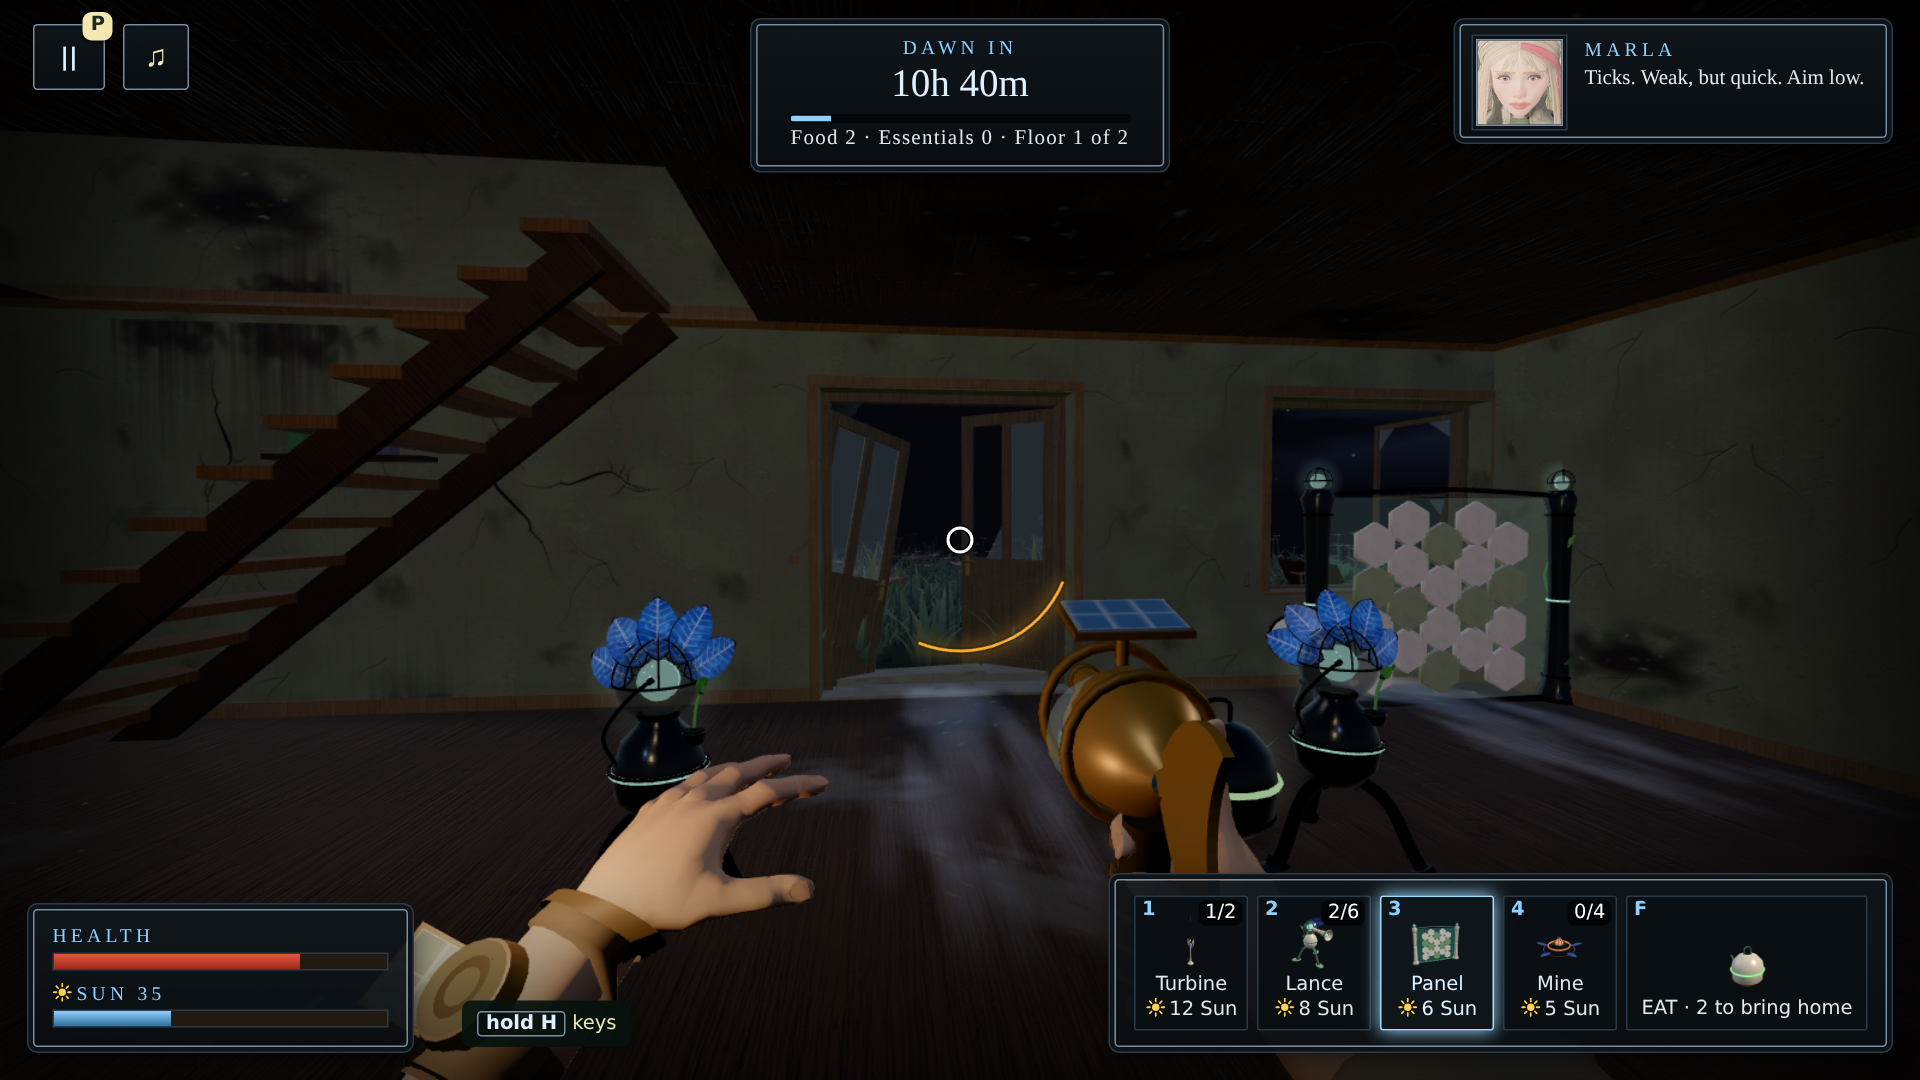 P
DAWN IN
10h 40m
Food 2 · Essentials 0 · Floor 1 of 2
MARLA
Ticks. Weak, but quick. Aim low.
HEALTH
SUN 35
hold H keys
1 1/2
Turbine
12 Sun
2 2/6
Lance
8 Sun
3
Panel
6 Sun
4 0/4
Mine
5 Sun
F
EAT · 2 to bring home